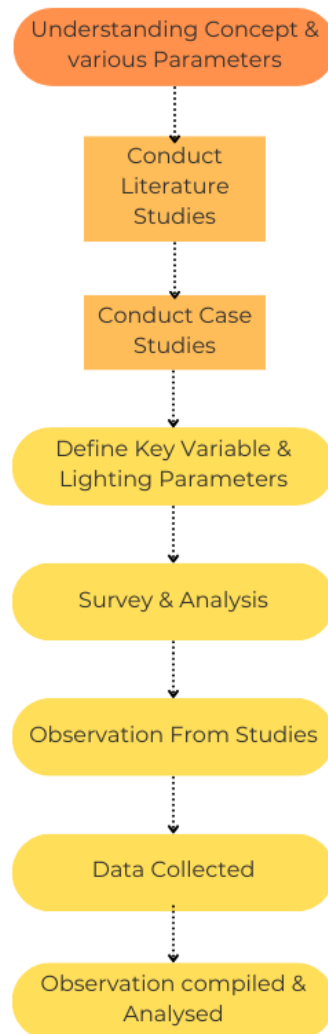 Understanding Concept &
various Parameters
Conduct
Literature
Studies
Conduct Case
Studies
Define Key Variable &
Lighting Parameters
Survey & Analysis
Observation From Studies
Data Collected
Observation compiled &
Analysed